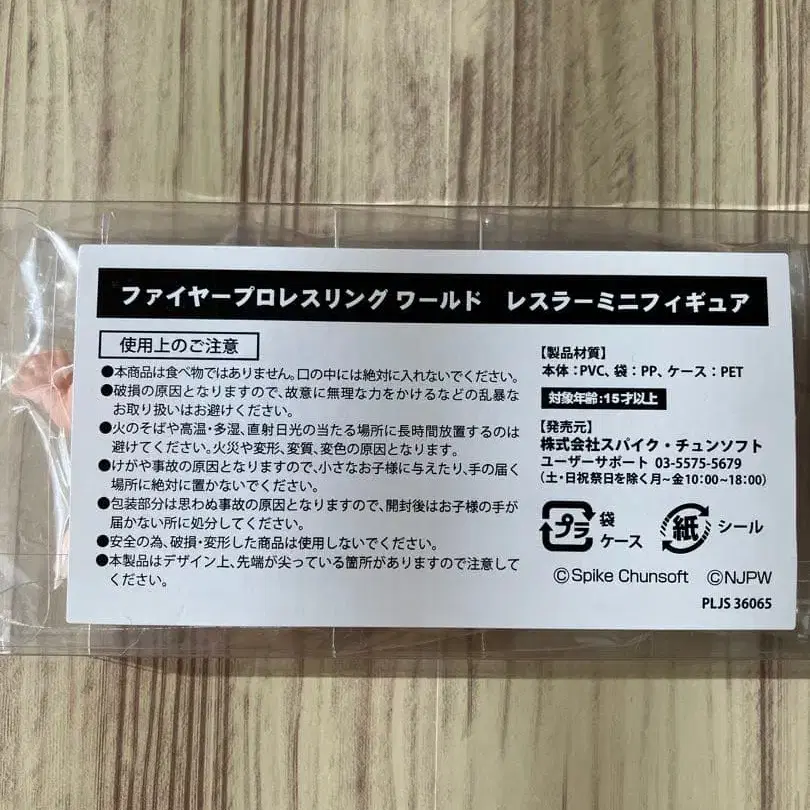 ファイヤープロレスリング ワールド　レスラーミニフィギュア
使用上のご注意
●本商品は食べ物ではありません。口の中には絶対に入れないでください。
●破損の原因となりますので、故意に無理な力をかけるなどの乱暴な
お取り扱いはお避けください。
●火のそばや高温・多湿、直射日光の当たる場所に長時間放置するのは
避けてください。火災や変形、変質、変色の原因となります。
●けがや事故の原因となりますので、小さなお子様に与えたり、手の届く
場所に絶対に置かないでください。
●包装部分は思わぬ事故の原因となりますので、開封後はお子様の手が
届かない所に処分してください。
●安全の為、破損・変形した商品は使用しないでください。
●本製品はデザイン上、先端が尖っている箇所がありますので注意して
ください。
【製品材質】
本体：PVC、袋：PP、ケース：PET
対象年齢：15才以上
【発売元】
株式会社スパイク・チュンソフト
ユーザーサポート 03-5575-5679
（土・日祝祭日を除く月～金10:00~18:00）
プラ 袋 ケース
紙 シール
©Spike Chunsoft ©NJPW
PLJS 36065